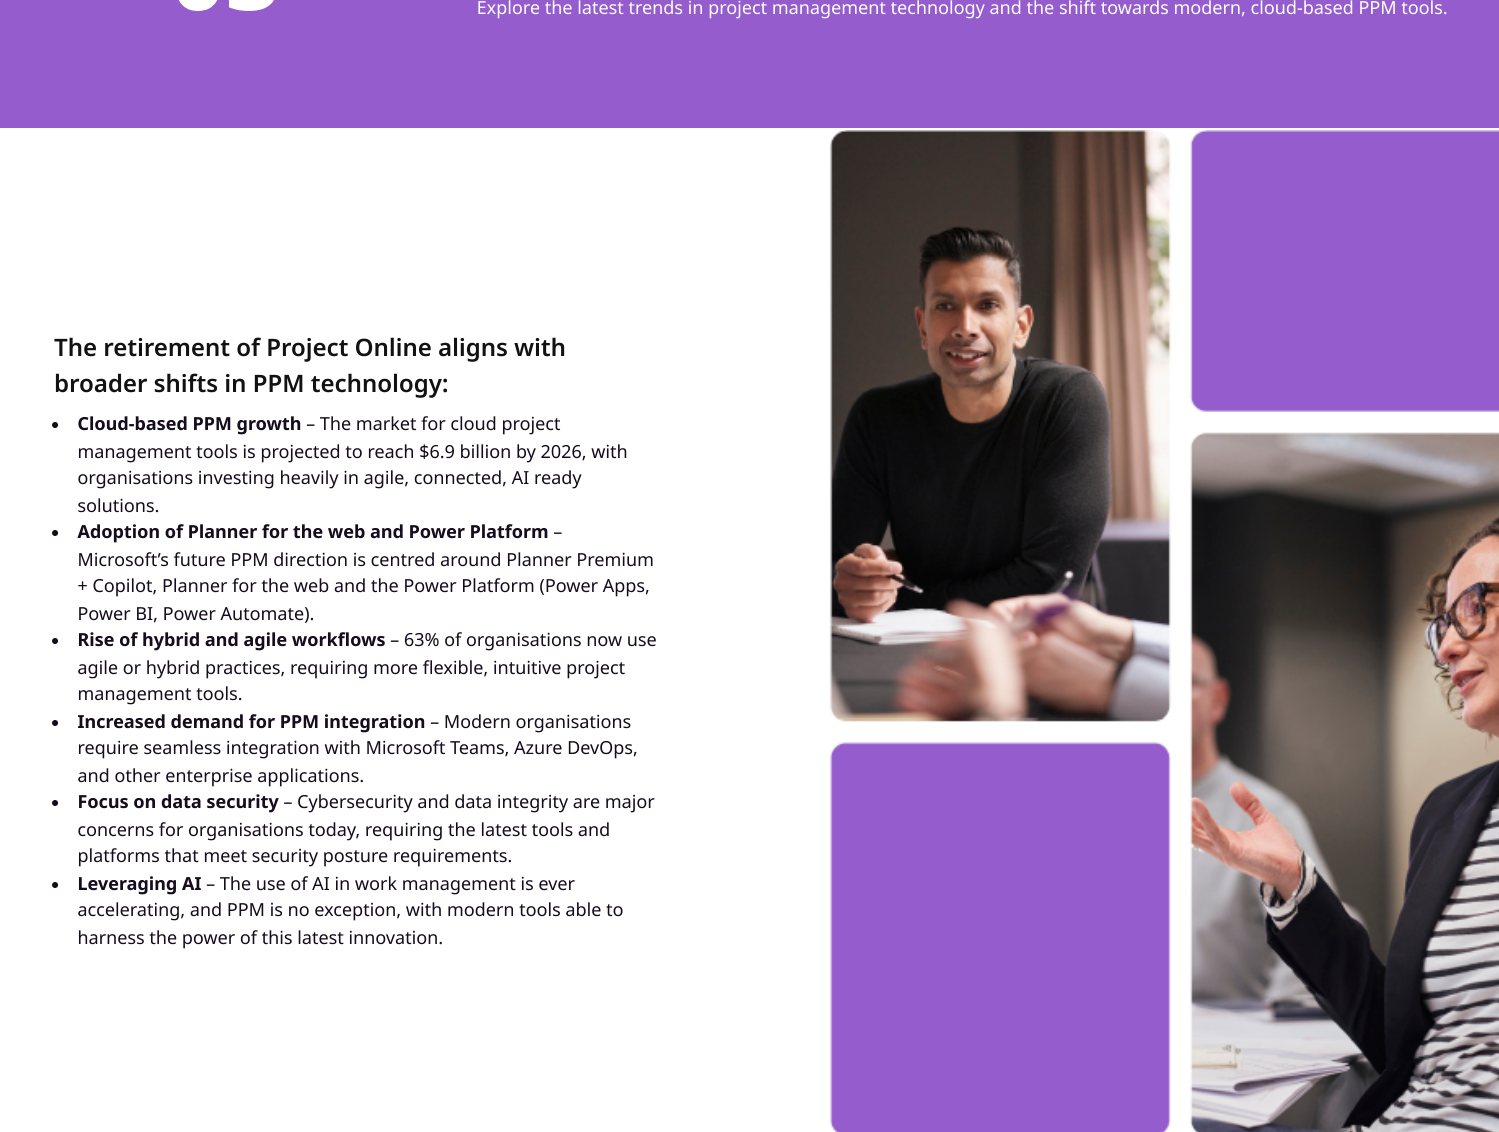 Explore the latest trends in project management technology and the shift towards modern, cloud-based PPM tools.
The retirement of Project Online aligns with
broader shifts in PPM technology:
• Cloud-based PPM growth – The market for cloud project
management tools is projected to reach $6.9 billion by 2026, with
organisations investing heavily in agile, connected, AI ready
solutions.
• Adoption of Planner for the web and Power Platform –
Microsoft’s future PPM direction is centred around Planner Premium
+ Copilot, Planner for the web and the Power Platform (Power Apps,
Power BI, Power Automate).
• Rise of hybrid and agile workflows – 63% of organisations now use
agile or hybrid practices, requiring more flexible, intuitive project
management tools.
• Increased demand for PPM integration – Modern organisations
require seamless integration with Microsoft Teams, Azure DevOps,
and other enterprise applications.
• Focus on data security – Cybersecurity and data integrity are major
concerns for organisations today, requiring the latest tools and
platforms that meet security posture requirements.
• Leveraging AI – The use of AI in work management is ever
accelerating, and PPM is no exception, with modern tools able to
harness the power of this latest innovation.